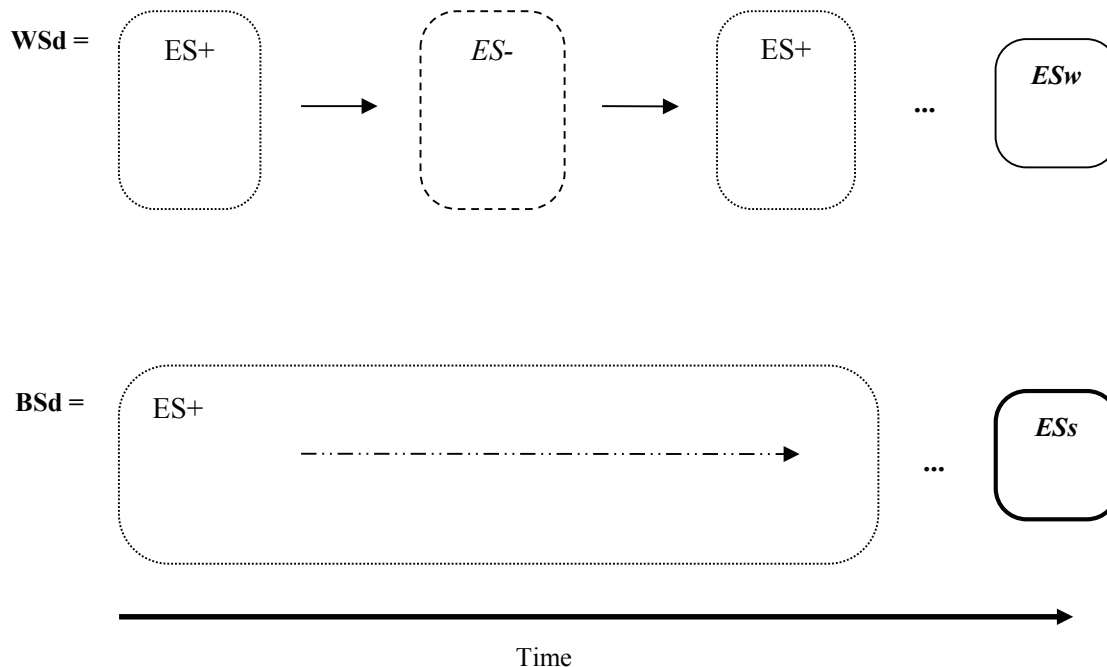 WSd = ES+ ES- ES+ ... ESw
BSd = ES+ ... ESs
Time